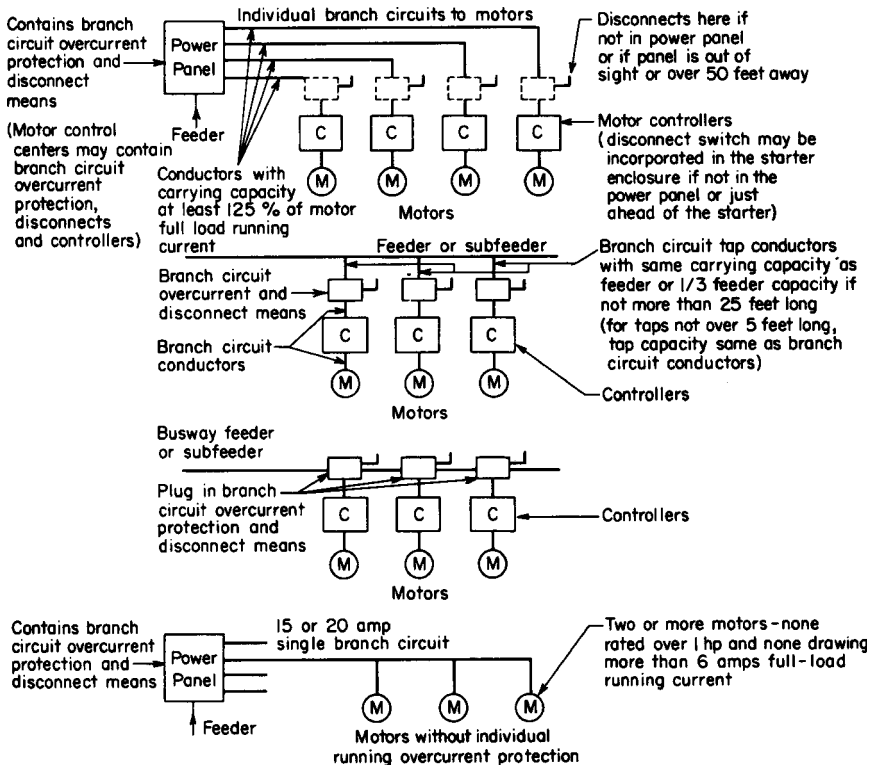 Contains branch
circuit overcurrent
protection and
disconnect
means
Power
Panel
Feeder
(Motor control
centers may contain
branch circuit
overcurrent
protection,
disconnects
and controllers)
Individual branch circuits to motors
Disconnects here if
not in power panel
or if panel is out of
sight or over 50 feet away
C
C
C
C
M
M
M
M
Motors
Conductors with
carrying capacity
at least 125 % of motor
full load running
current
Motor controllers
(disconnect switch may be
incorporated in the starter
enclosure if not in the
power panel or just
ahead of the starter)
Feeder or subfeeder
Branch circuit
overcurrent and
disconnect means
Branch circuit
conductors
C
C
C
M
M
M
Motors
Branch circuit tap conductors
with same carrying capacity as
feeder or 1/3 feeder capacity if
not more than 25 feet long
(for taps not over 5 feet long,
tap capacity same as branch
circuit conductors)
Controllers
Busway feeder
or subfeeder
Plug in branch
circuit overcurrent
protection and
disconnect means
C
C
C
M
M
M
Motors
Controllers
Contains branch
circuit overcurrent
protection and
disconnect means
Power
Panel
Feeder
15 or 20 amp
single branch circuit
M
M
M
Motors without individual
running overcurrent protection
Two or more motors-none
rated over 1 hp and none drawing
more than 6 amps full-load
running current